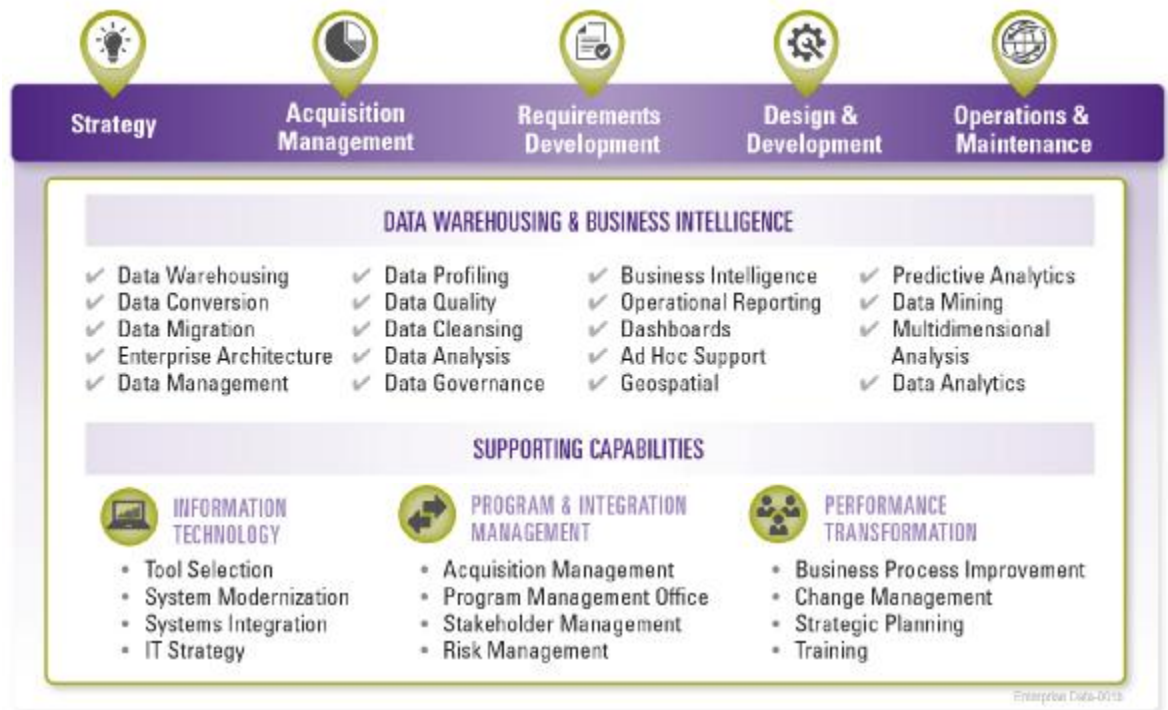 Strategy
Acquisition
Management
Requirements
Development
Design &
Development
Operations &
Maintenance
DATA WAREHOUSING & BUSINESS INTELLIGENCE
✔ Data Warehousing
✔ Data Conversion
✔ Data Migration
✔ Enterprise Architecture
✔ Data Management
✔ Data Profiling
✔ Data Quality
✔ Data Cleansing
✔ Data Analysis
✔ Data Governance
✔ Business Intelligence
✔ Operational Reporting
✔ Dashboards
✔ Ad Hoc Support
✔ Geospatial
✔ Predictive Analytics
✔ Data Mining
✔ Multidimensional
Analysis
✔ Data Analytics
SUPPORTING CAPABILITIES
INFORMATION
TECHNOLOGY
• Tool Selection
• System Modernization
• Systems Integration
• IT Strategy
PROGRAM & INTEGRATION
MANAGEMENT
• Acquisition Management
• Program Management Office
• Stakeholder Management
• Risk Management
PERFORMANCE
TRANSFORMATION
• Business Process Improvement
• Change Management
• Strategic Planning
• Training
Enterprise